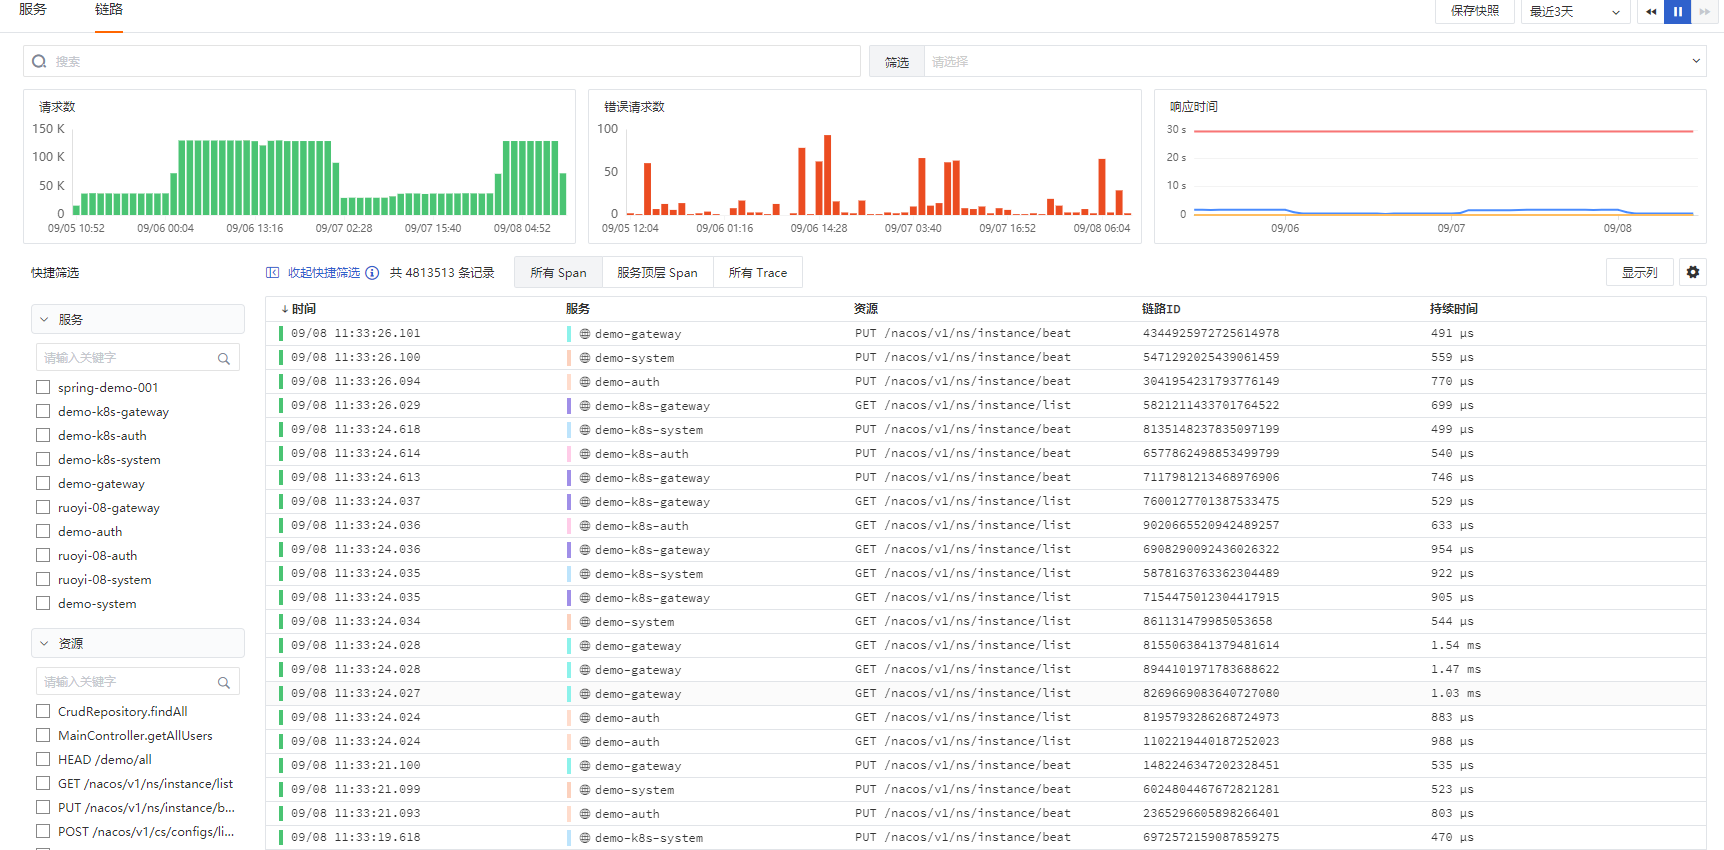 服务 链路 保存快照 最近3天
搜索 筛选 请选择
请求数
150 K
100 K
50 K
0
09/05 10:52 09/06 00:04 09/06 13:16 09/07 02:28 09/07 15:40 09/08 04:52
错误请求数
100
50
0
09/05 12:04 09/06 01:16 09/06 14:28 09/07 03:40 09/07 16:52 09/08 06:04
响应时间
30 s
20 s
10 s
0
09/06 09/07 09/08
快捷筛选
服务
请输入关键字
spring-demo-001
demo-k8s-gateway
demo-k8s-auth
demo-k8s-system
demo-gateway
ruoyi-08-gateway
demo-auth
ruoyi-08-auth
ruoyi-08-system
demo-system
资源
请输入关键字
CrudRepository.findAll
MainController.getAllUsers
HEAD /demo/all
GET /nacos/v1/ns/instance/list
PUT /nacos/v1/ns/instance/b...
POST /nacos/v1/cs/configs/li...
收起快捷筛选 共 4813513 条记录 所有 Span 服务顶层 Span 所有 Trace 显示列
时间 服务 资源 链路ID 持续时间
09/08 11:33:26.101 demo-gateway PUT /nacos/v1/ns/instance/beat 4344925972725614978 491 μs
09/08 11:33:26.100 demo-system PUT /nacos/v1/ns/instance/beat 5471292025439061459 559 μs
09/08 11:33:26.094 demo-auth PUT /nacos/v1/ns/instance/beat 3041954231793776149 770 μs
09/08 11:33:26.029 demo-k8s-gateway GET /nacos/v1/ns/instance/list 5821211433701764522 699 μs
09/08 11:33:24.618 demo-k8s-system PUT /nacos/v1/ns/instance/beat 8135148237835097199 499 μs
09/08 11:33:24.614 demo-k8s-auth PUT /nacos/v1/ns/instance/beat 6577862498853499799 540 μs
09/08 11:33:24.613 demo-k8s-gateway PUT /nacos/v1/ns/instance/beat 7117981213468976906 746 μs
09/08 11:33:24.037 demo-k8s-gateway GET /nacos/v1/ns/instance/list 7600127701387533475 529 μs
09/08 11:33:24.036 demo-k8s-auth GET /nacos/v1/ns/instance/list 9020665520942489257 633 μs
09/08 11:33:24.036 demo-k8s-gateway GET /nacos/v1/ns/instance/list 6908290092436026322 954 μs
09/08 11:33:24.035 demo-k8s-system GET /nacos/v1/ns/instance/list 5878163763362304489 922 μs
09/08 11:33:24.035 demo-k8s-gateway GET /nacos/v1/ns/instance/list 7154475012304417915 905 μs
09/08 11:33:24.034 demo-system GET /nacos/v1/ns/instance/list 861131479985053658 544 μs
09/08 11:33:24.028 demo-gateway GET /nacos/v1/ns/instance/list 8155063841379481614 1.54 ms
09/08 11:33:24.028 demo-gateway GET /nacos/v1/ns/instance/list 8944101971783688622 1.47 ms
09/08 11:33:24.027 demo-gateway GET /nacos/v1/ns/instance/list 8269669083640727080 1.03 ms
09/08 11:33:24.024 demo-auth GET /nacos/v1/ns/instance/list 8195793286268724973 883 μs
09/08 11:33:24.024 demo-auth GET /nacos/v1/ns/instance/list 1102219440187252023 988 μs
09/08 11:33:21.100 demo-gateway PUT /nacos/v1/ns/instance/beat 1482246347202328451 535 μs
09/08 11:33:21.099 demo-system PUT /nacos/v1/ns/instance/beat 6024804467672821281 523 μs
09/08 11:33:21.093 demo-auth PUT /nacos/v1/ns/instance/beat 2365296605898266401 803 μs
09/08 11:33:19.618 demo-k8s-system PUT /nacos/v1/ns/instance/beat 6972572159087859275 470 μs